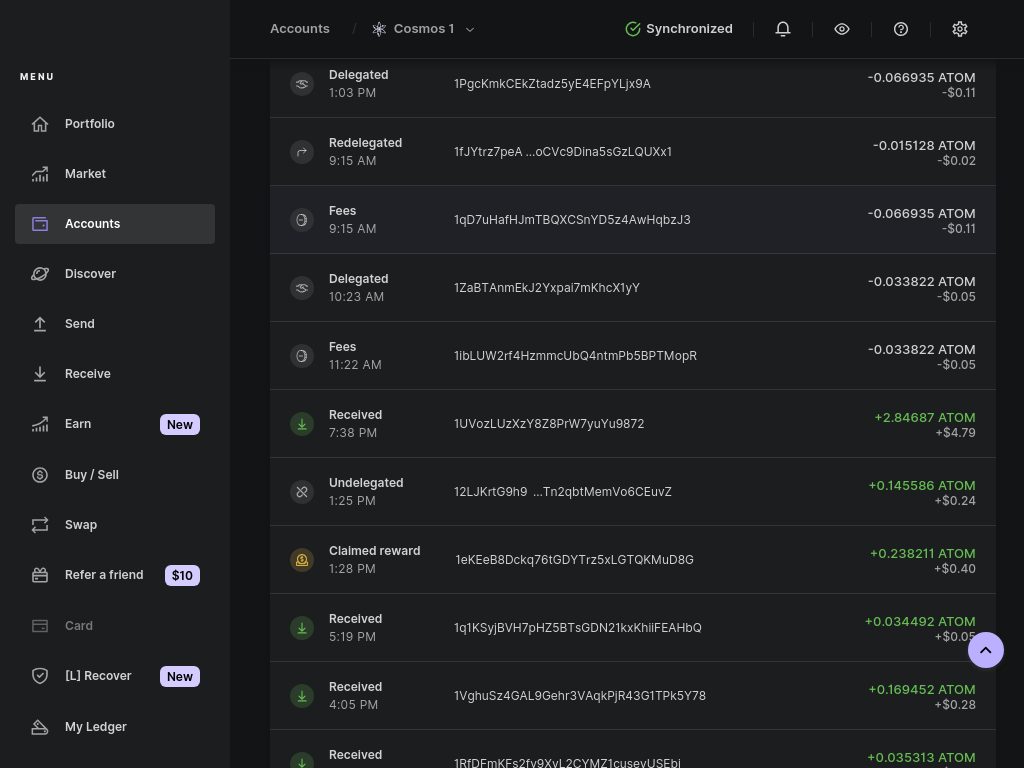 Accounts / Cosmos 1 Synchronized
MENU
Portfolio
Market
Accounts
Discover
Send
Receive
Earn New
Buy / Sell
Swap
Refer a friend $10
Card
[L] Recover New
My Ledger
Delegated 1PgcKmkCEkZtadz5yE4EFpYLjx9A -0.066935 ATOM
1:03 PM -$0.11
Redelegated 1fJYtrz7peA ...oCVc9Dina5sGzLQUXx1 -0.015128 ATOM
9:15 AM -$0.02
Fees 1qD7uHafHJmTBQXCSnYD5z4AwHqbzJ3 -0.066935 ATOM
9:15 AM -$0.11
Delegated 1ZaBTAnmEkJ2Yxpai7mKhcX1yY -0.033822 ATOM
10:23 AM -$0.05
Fees 1ibLUW2rf4HzmmcUbQ4ntmPb5BPTMopR -0.033822 ATOM
11:22 AM -$0.05
Received 1UVozLUzXzY8Z8PrW7yuYu9872 +2.84687 ATOM
7:38 PM +$4.79
Undelegated 12LJKrtG9h9 ...Tn2qbtMemVo6CEuvZ +0.145586 ATOM
1:25 PM +$0.24
Claimed reward 1eKEeB8Dckq76tGDYTrz5xLGTQKMuD8G +0.238211 ATOM
1:28 PM +$0.40
Received 1q1KSyjBVH7pHZ5BTsGDN21kxKhiiFEAHbQ +0.034492 ATOM
5:19 PM +$0.05
Received 1VghuSz4GAL9Gehr3VAqkPjR43G1TPk5Y78 +0.169452 ATOM
4:05 PM +$0.28
Received 1RfDFmKFs2fv9XvL2CYMZ1cusevUSEbi +0.035313 ATOM